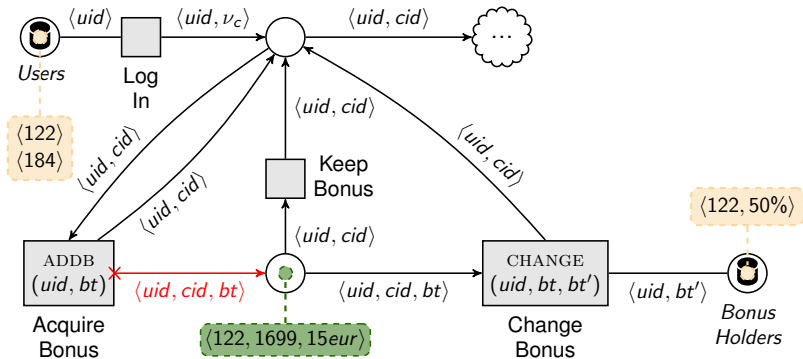 ⟨uid⟩
⟨uid, νc⟩
⟨uid, cid⟩
...
Users
Log
In
⟨122⟩
⟨184⟩
⟨uid, cid⟩
⟨uid, cid⟩
⟨uid, cid⟩
⟨uid, cid⟩
Keep
Bonus
⟨uid, cid⟩
⟨122, 50%⟩
ADDB
(uid, bt)
⟨uid, cid, bt⟩
⟨uid, cid, bt⟩
CHANGE
(uid, bt, bt′)
⟨uid, bt′⟩
Bonus
Holders
Acquire
Bonus
⟨122, 1699, 15eur⟩
Change
Bonus